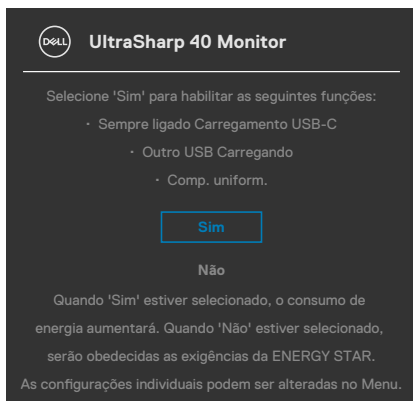 DELL UltraSharp 40 Monitor
Selecione 'Sim' para habilitar as seguintes funções:
· Sempre ligado Carregamento USB-C
· Outro USB Carregando
· Comp. uniform.
Sim
Não
Quando 'Sim' estiver selecionado, o consumo de
energia aumentará. Quando 'Não' estiver selecionado,
serão obedecidas as exigências da ENERGY STAR.
As configurações individuais podem ser alteradas no Menu.